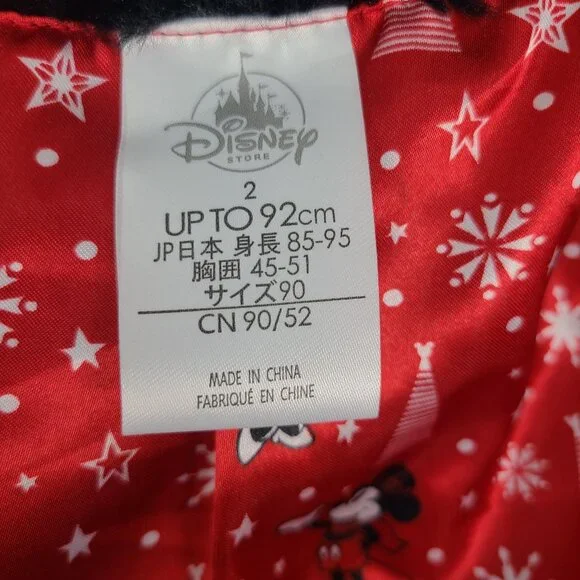 Disney
STORE
2
UP TO 92cm
JP日本 身長 85-95
胸囲 45-51
サイズ90
CN 90/52
MADE IN CHINA
FABRIQUÉ EN CHINE